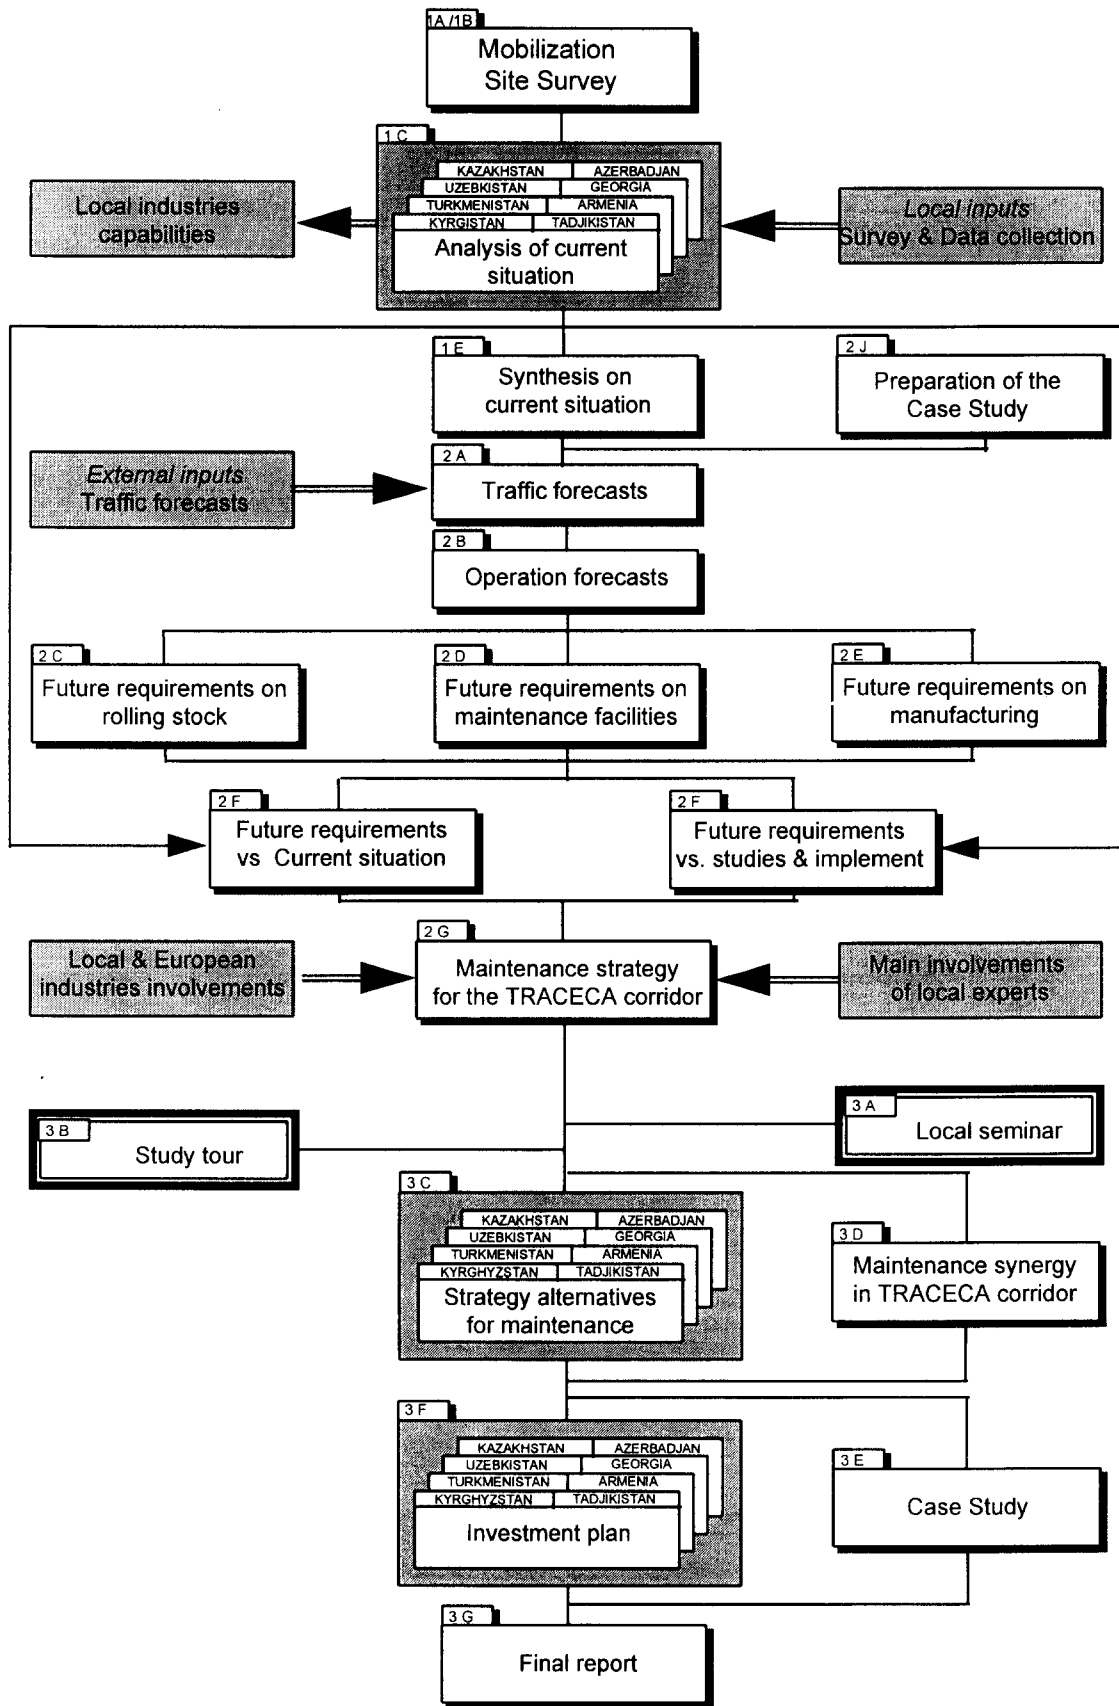 1A /1B
Mobilization
Site Survey
1 C
KAZAKHSTAN AZERBADJAN
UZEBKISTAN GEORGIA
TURKMENISTAN ARMENIA
KYRGISTAN TADJIKISTAN
Analysis of current
situation
Local industries
capabilities
Local inputs
Survey & Data collection
1 E
Synthesis on
current situation
2 J
Preparation of the
Case Study
External inputs
Traffic forecasts
2 A
Traffic forecasts
2 B
Operation forecasts
2 C
Future requirements on
rolling stock
2 D
Future requirements on
maintenance facilities
2 E
Future requirements on
manufacturing
2 F
Future requirements
vs Current situation
2 F
Future requirements
vs. studies & implement
Local & European
industries involvements
2 G
Maintenance strategy
for the TRACECA corridor
Main involvements
of local experts
3 B
Study tour
3 A
Local seminar
3 C
KAZAKHSTAN AZERBADJAN
UZEBKISTAN GEORGIA
TURKMENISTAN ARMENIA
KYRGHYZSTAN TADJIKISTAN
Strategy alternatives
for maintenance
3 D
Maintenance synergy
in TRACECA corridor
3 F
KAZAKHSTAN AZERBADJAN
UZEBKISTAN GEORGIA
TURKMENISTAN ARMENIA
KYRGHYZSTAN TADJIKISTAN
Investment plan
3 E
Case Study
3 G
Final report